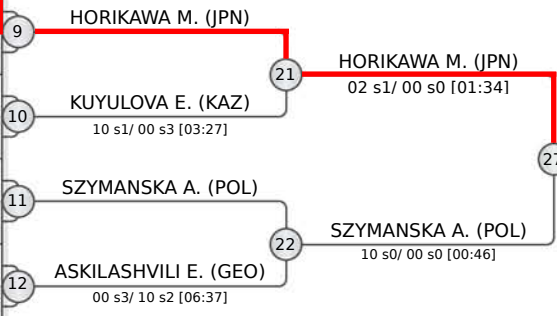 HORIKAWA M. (JPN)
9
21
HORIKAWA M. (JPN)
02 s1/ 00 s0 [01:34]
KUYULOVA E. (KAZ)
10
10 s1/ 00 s3 [03:27]
27
SZYMANSKA A. (POL)
11
22
SZYMANSKA A. (POL)
10 s0/ 00 s0 [00:46]
ASKILASHVILI E. (GEO)
12
00 s3/ 10 s2 [06:37]